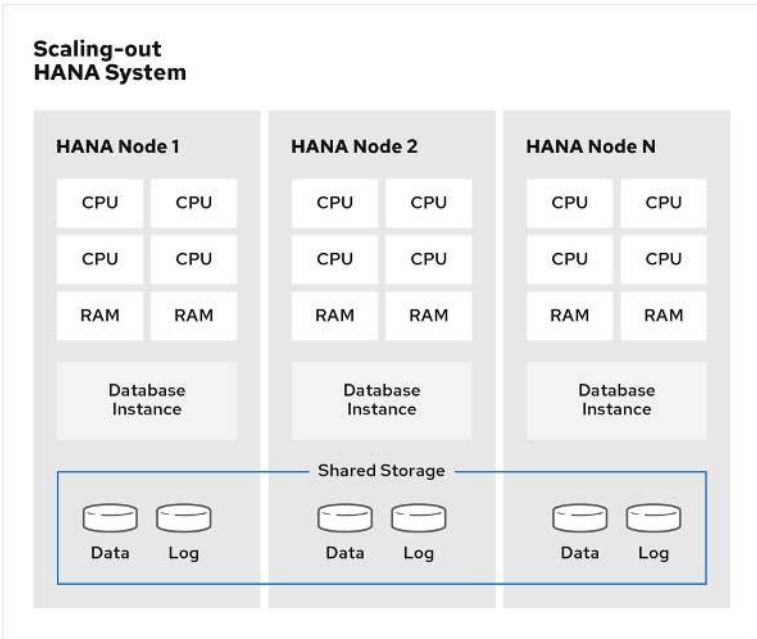 Scaling-out
HANA System
HANA Node 1
CPU CPU
CPU CPU
RAM RAM
Database
Instance
HANA Node 2
CPU CPU
CPU CPU
RAM RAM
Database
Instance
HANA Node N
CPU CPU
CPU CPU
RAM RAM
Database
Instance
Shared Storage
Data Log
Data Log
Data Log